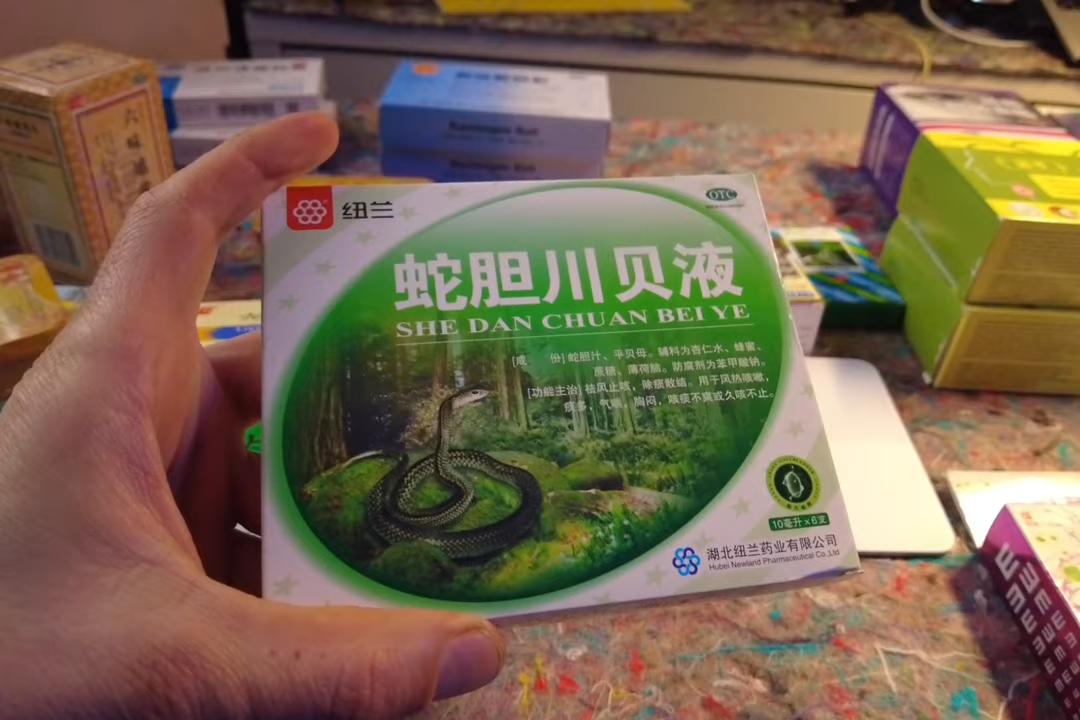 纽兰
OTC
蛇胆川贝液
SHE DAN CHUAN BEI YE
[成 份] 蛇胆汁、平贝母。辅料为杏仁水、蜂蜜、
蔗糖、薄荷脑。防腐剂为苯甲酸钠。
[功能主治] 祛风止咳，除痰散结。用于风热咳嗽，
痰多，气喘，胸闷，咳痰不爽或久咳不止。
10毫升×6支
湖北纽兰药业有限公司
Hubei Newland Pharmaceutical Co.,Ltd